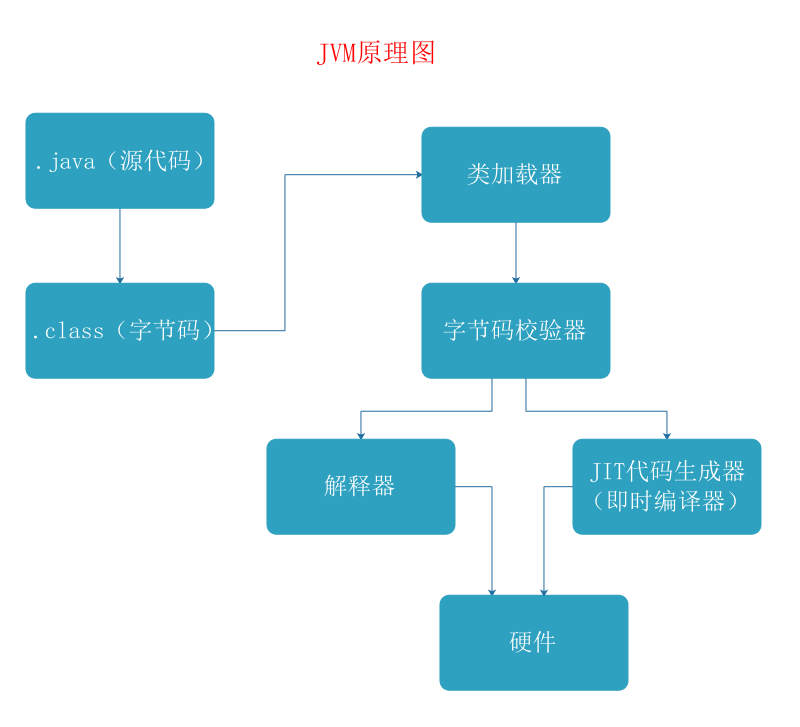 JVM原理图
.java（源代码）
.class（字节码）
类加载器
字节码校验器
解释器
JIT代码生成器
（即时编译器）
硬件